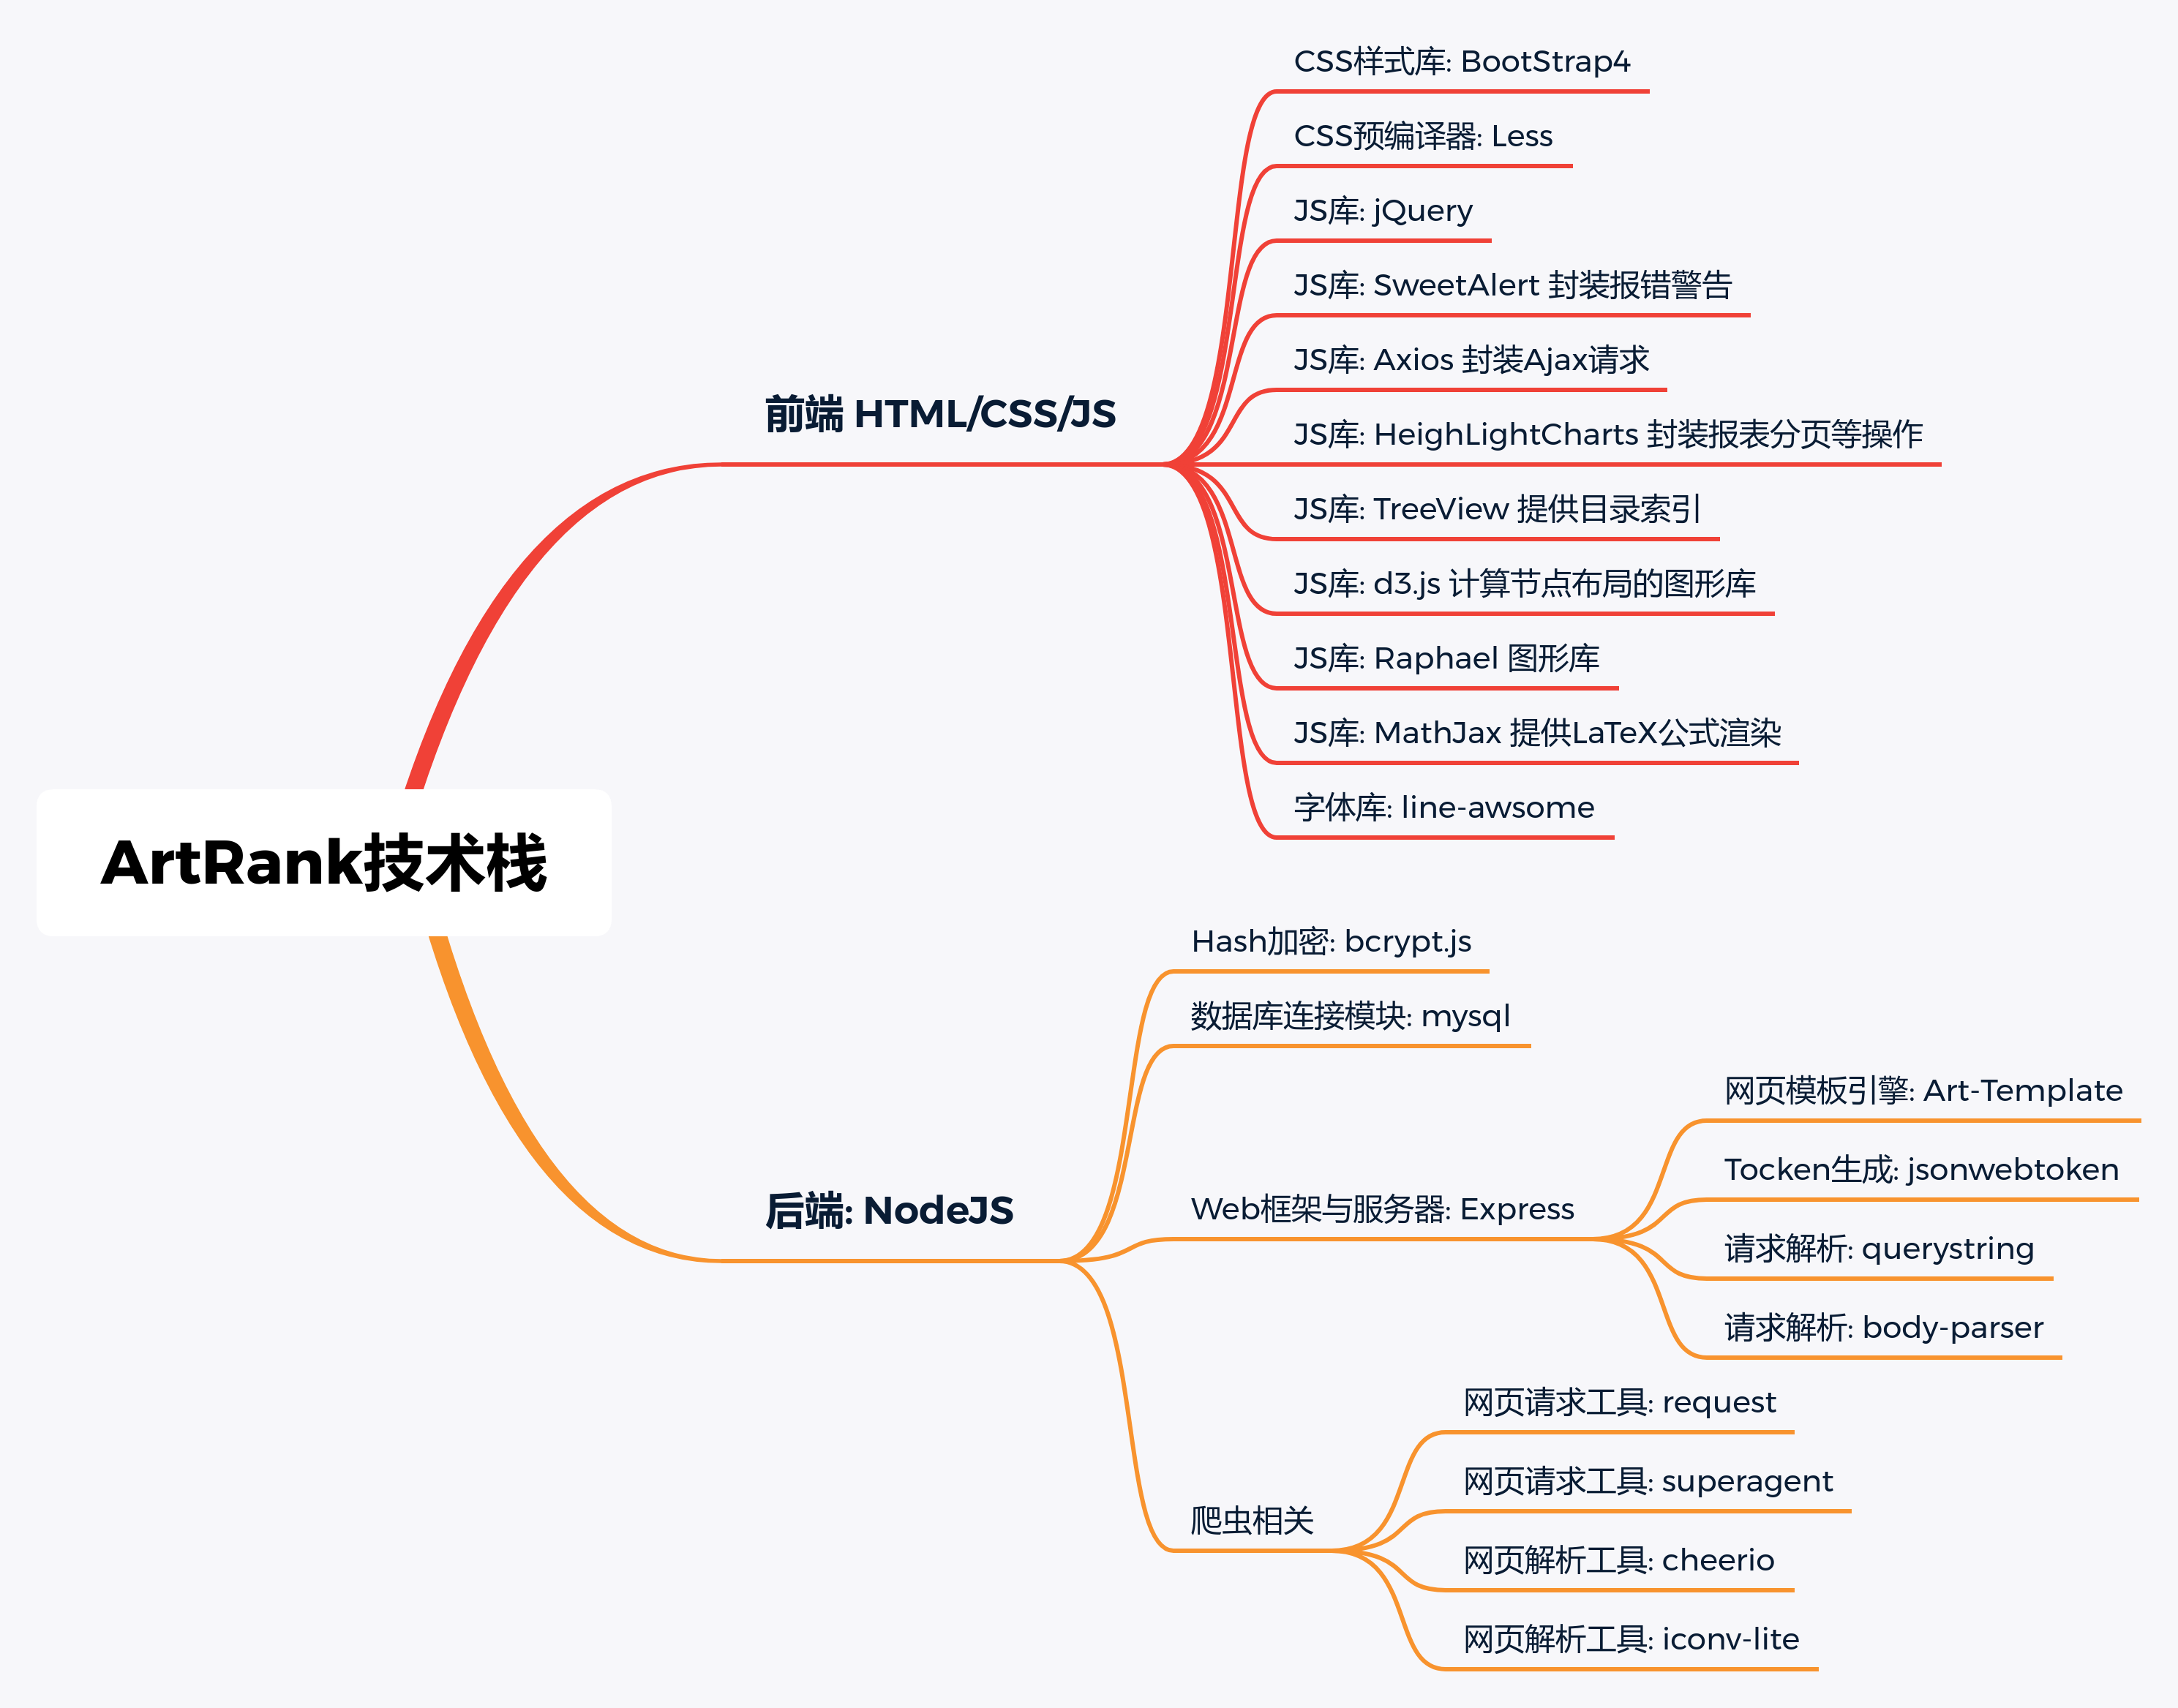 ArtRank技术栈
前端 HTML/CSS/JS
CSS样式库: BootStrap4
CSS预编译器: Less
JS库: jQuery
JS库: SweetAlert 封装报错警告
JS库: Axios 封装Ajax请求
JS库: HeighLightCharts 封装报表分页等操作
JS库: TreeView 提供目录索引
JS库: d3.js 计算节点布局的图形库
JS库: Raphael 图形库
JS库: MathJax 提供LaTeX公式渲染
字体库: line-awsome
后端: NodeJS
Hash加密: bcrypt.js
数据库连接模块: mysql
Web框架与服务器: Express
网页模板引擎: Art-Template
Tocken生成: jsonwebtoken
请求解析: querystring
请求解析: body-parser
爬虫相关
网页请求工具: request
网页请求工具: superagent
网页解析工具: cheerio
网页解析工具: iconv-lite